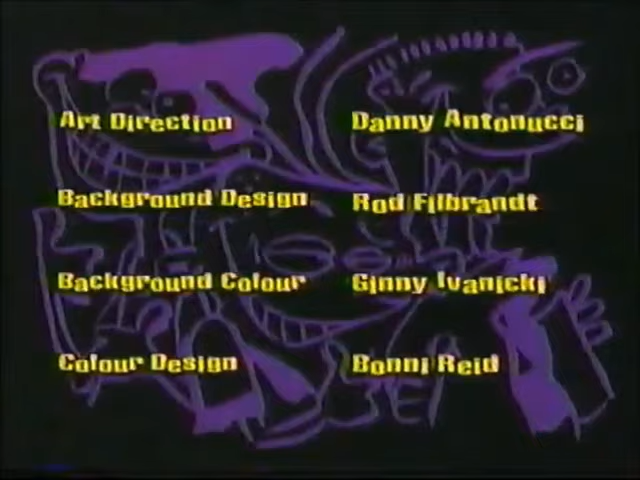 Art Direction Danny Antonucci
Background Design Rod Filbrandt
Background Colour Ginny Ivanicki
Colour Design Bonni Reid